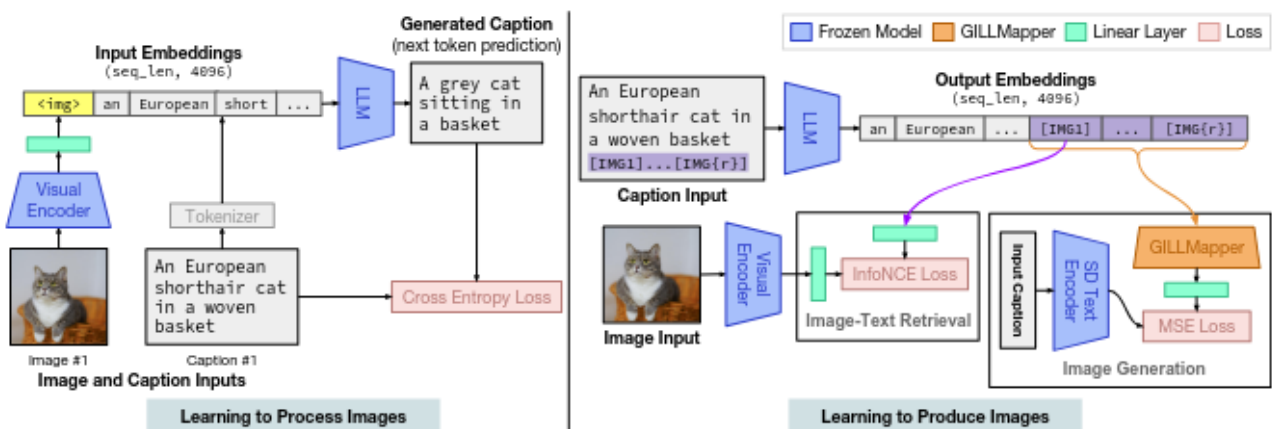 Input Embeddings
(seq_len, 4096)
<img> an European short ...
Visual
Encoder
Image #1
Tokenizer
An European
shorthair cat
in a woven
basket
Caption #1
Image and Caption Inputs
LLM
Generated Caption
(next token prediction)
A grey cat
sitting in
a basket
Cross Entropy Loss
Learning to Process Images
Frozen Model
GILLMapper
Linear Layer
Loss
An European
shorthair cat in
a woven basket
[IMG1]...[IMG{r}]
Caption Input
LLM
Output Embeddings
(seq_len, 4096)
an European ... [IMG1] ... [IMG{r}]
Image Input
Visual
Encoder
InfoNCE Loss
Image-Text Retrieval
Input Caption
SD Text
Encoder
GILLMapper
MSE Loss
Image Generation
Learning to Produce Images